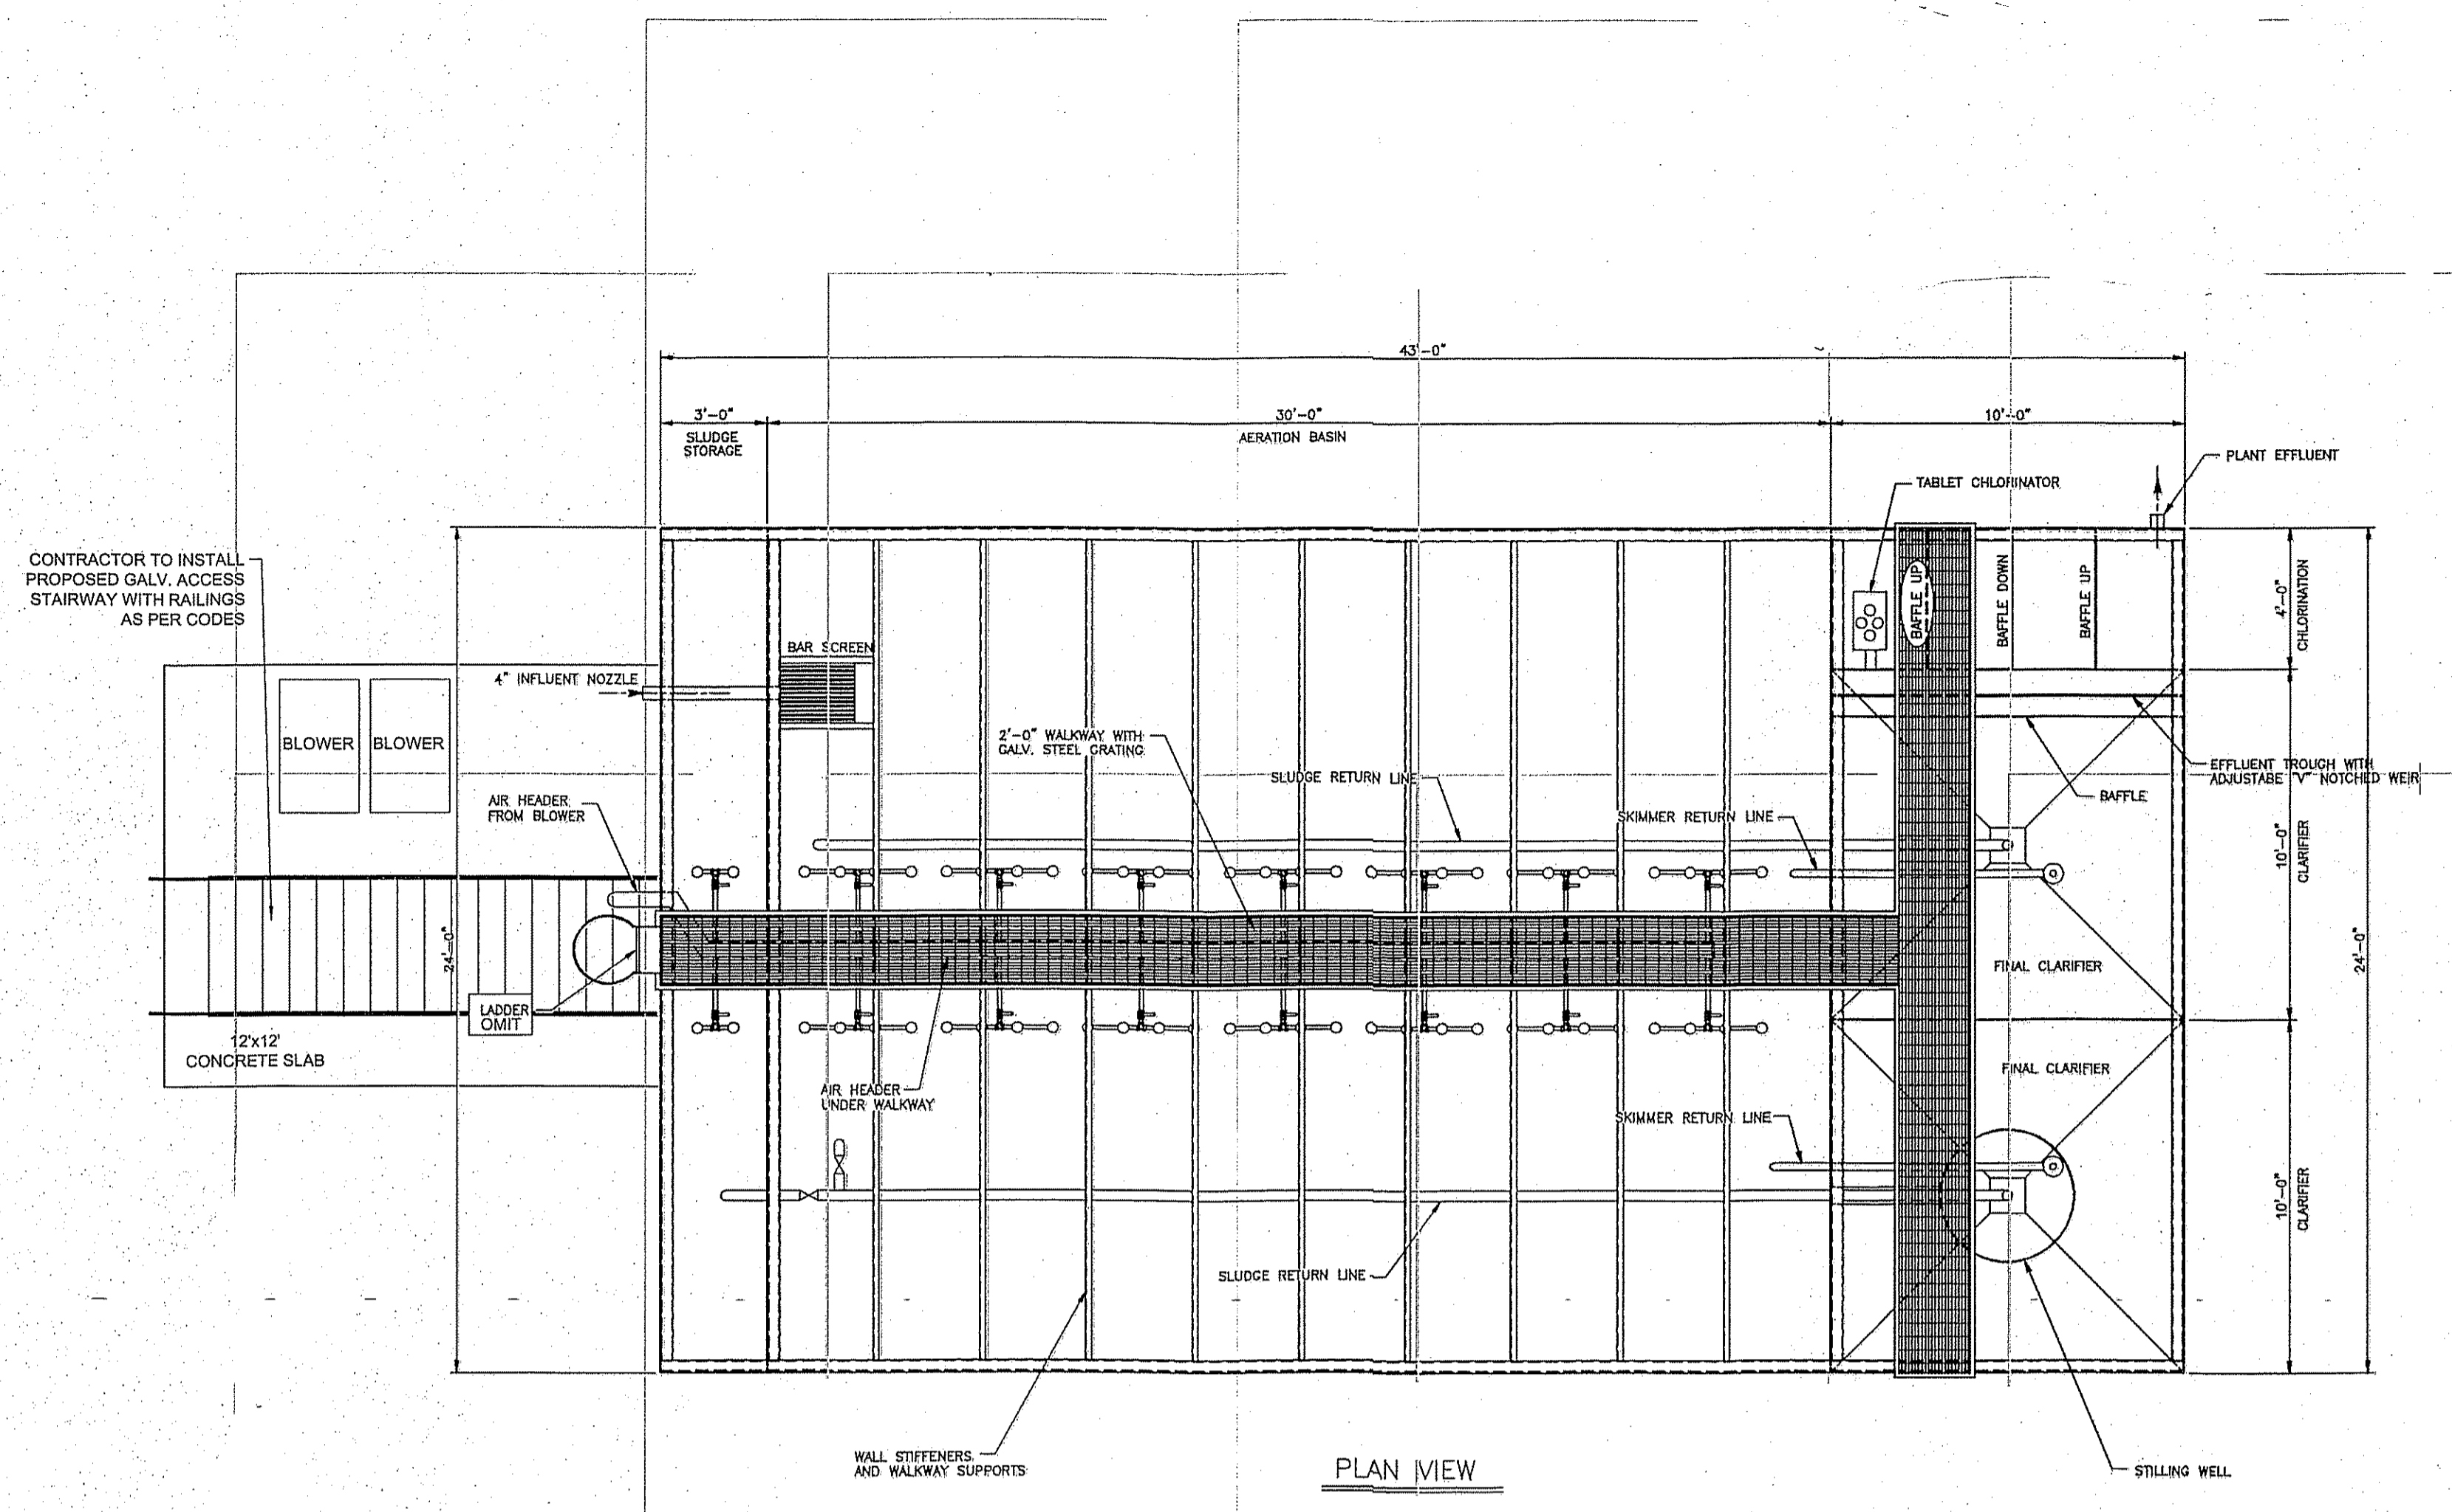 43'-0"
3'-0"
SLUDGE
STORAGE
30'-0"
AERATION BASIN
10'-0"
PLANT EFFLUENT
TABLET CHLORINATOR
CONTRACTOR TO INSTALL
PROPOSED GALV. ACCESS
STAIRWAY WITH RAILINGS
AS PER CODES
BAFFLE UP
BAFFLE DOWN
BAFFLE UP
4'-0"
CHLORINATION
BAR SCREEN
4" INFLUENT NOZZLE
BLOWER
BLOWER
2'-0" WALKWAY WITH
GALV. STEEL GRATING
SLUDGE RETURN LINE
EFFLUENT TROUGH WITH
ADJUSTABE "V" NOTCHED WEIR
BAFFLE
AIR HEADER
FROM BLOWER
SKIMMER RETURN LINE
10'-0"
CLARIFIER
24'-0"
24'-0"
FINAL CLARIFIER
LADDER
OMIT
12'x12'
CONCRETE SLAB
FINAL CLARIFIER
AIR HEADER
UNDER WALKWAY
SKIMMER RETURN LINE
10'-0"
CLARIFIER
SLUDGE RETURN LINE
WALL STIFFENERS
AND WALKWAY SUPPORTS
PLAN VIEW
STILLING WELL